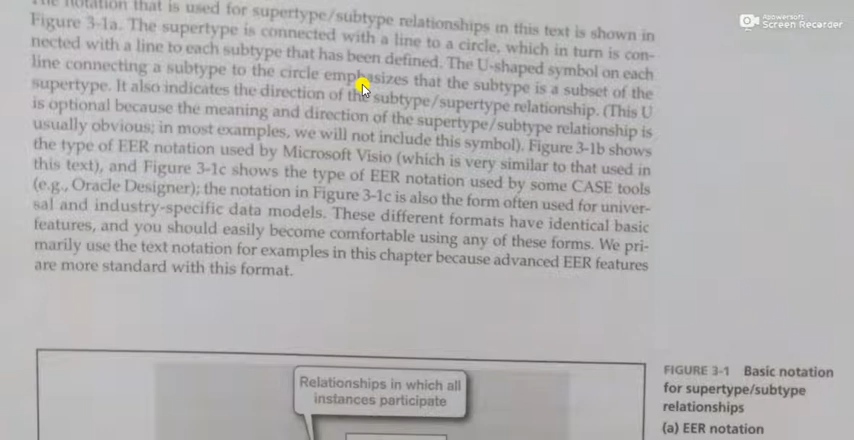 The notation that is used for supertype/subtype relationships in this text is shown in
Figure 3-1a. The supertype is connected with a line to a circle, which in turn is con-
nected with a line to each subtype that has been defined. The U-shaped symbol on each
line connecting a subtype to the circle emphasizes that the subtype is a subset of the
supertype. It also indicates the direction of the subtype/supertype relationship. (This U
is optional because the meaning and direction of the supertype/subtype relationship is
usually obvious; in most examples, we will not include this symbol). Figure 3-1b shows
the type of EER notation used by Microsoft Visio (which is very similar to that used in
this text), and Figure 3-1c shows the type of EER notation used by some CASE tools
(e.g., Oracle Designer); the notation in Figure 3-1c is also the form often used for univer-
sal and industry-specific data models. These different formats have identical basic
features, and you should easily become comfortable using any of these forms. We pri-
marily use the text notation for examples in this chapter because advanced EER features
are more standard with this format.
Relationships in which all
instances participate
FIGURE 3-1 Basic notation
for supertype/subtype
relationships
(a) EER notation
Apowersoft
Screen Recorder